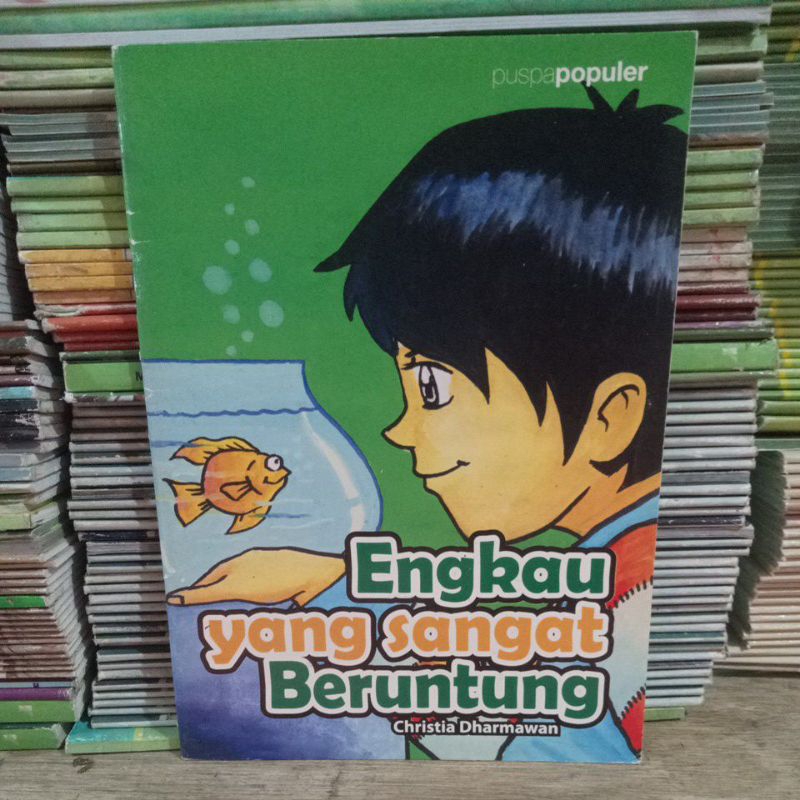 puspapopuler
Engkau
yang sangat
Beruntung
Christia Dharmawan